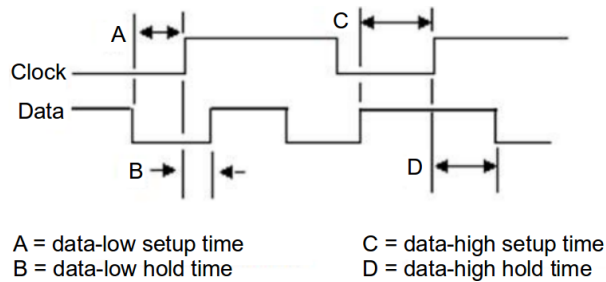 A
C
Clock
Data
B
D
A = data-low setup time
B = data-low hold time
C = data-high setup time
D = data-high hold time